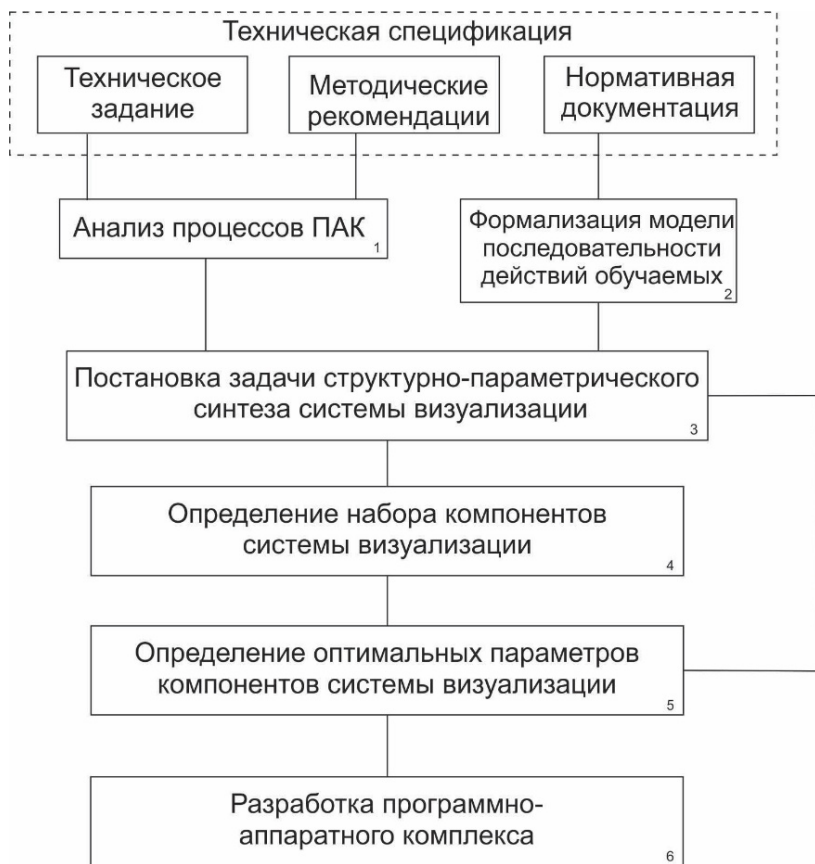 Техническая спецификация
Техническое
задание
Методические
рекомендации
Нормативная
документация
Анализ процессов ПАК
1
Формализация модели
последовательности
действий обучаемых
2
Постановка задачи структурно-параметрического
синтеза системы визуализации
3
Определение набора компонентов
системы визуализации
4
Определение оптимальных параметров
компонентов системы визуализации
5
Разработка программно-
аппаратного комплекса
6